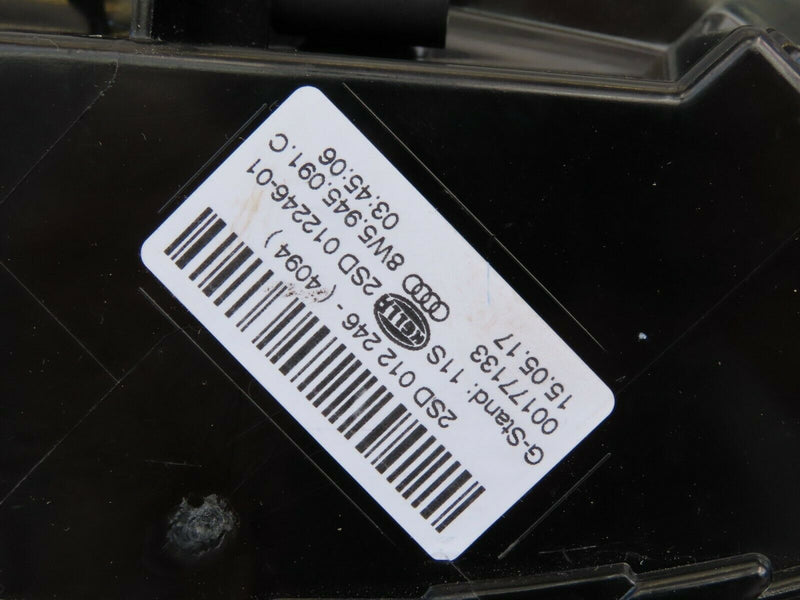 G-Stand: 11S HELLA 2SD 012246-01
00177133 8W5.945.091.C
15.05.17 03:45:06
2SD 012 246 - (4094 )